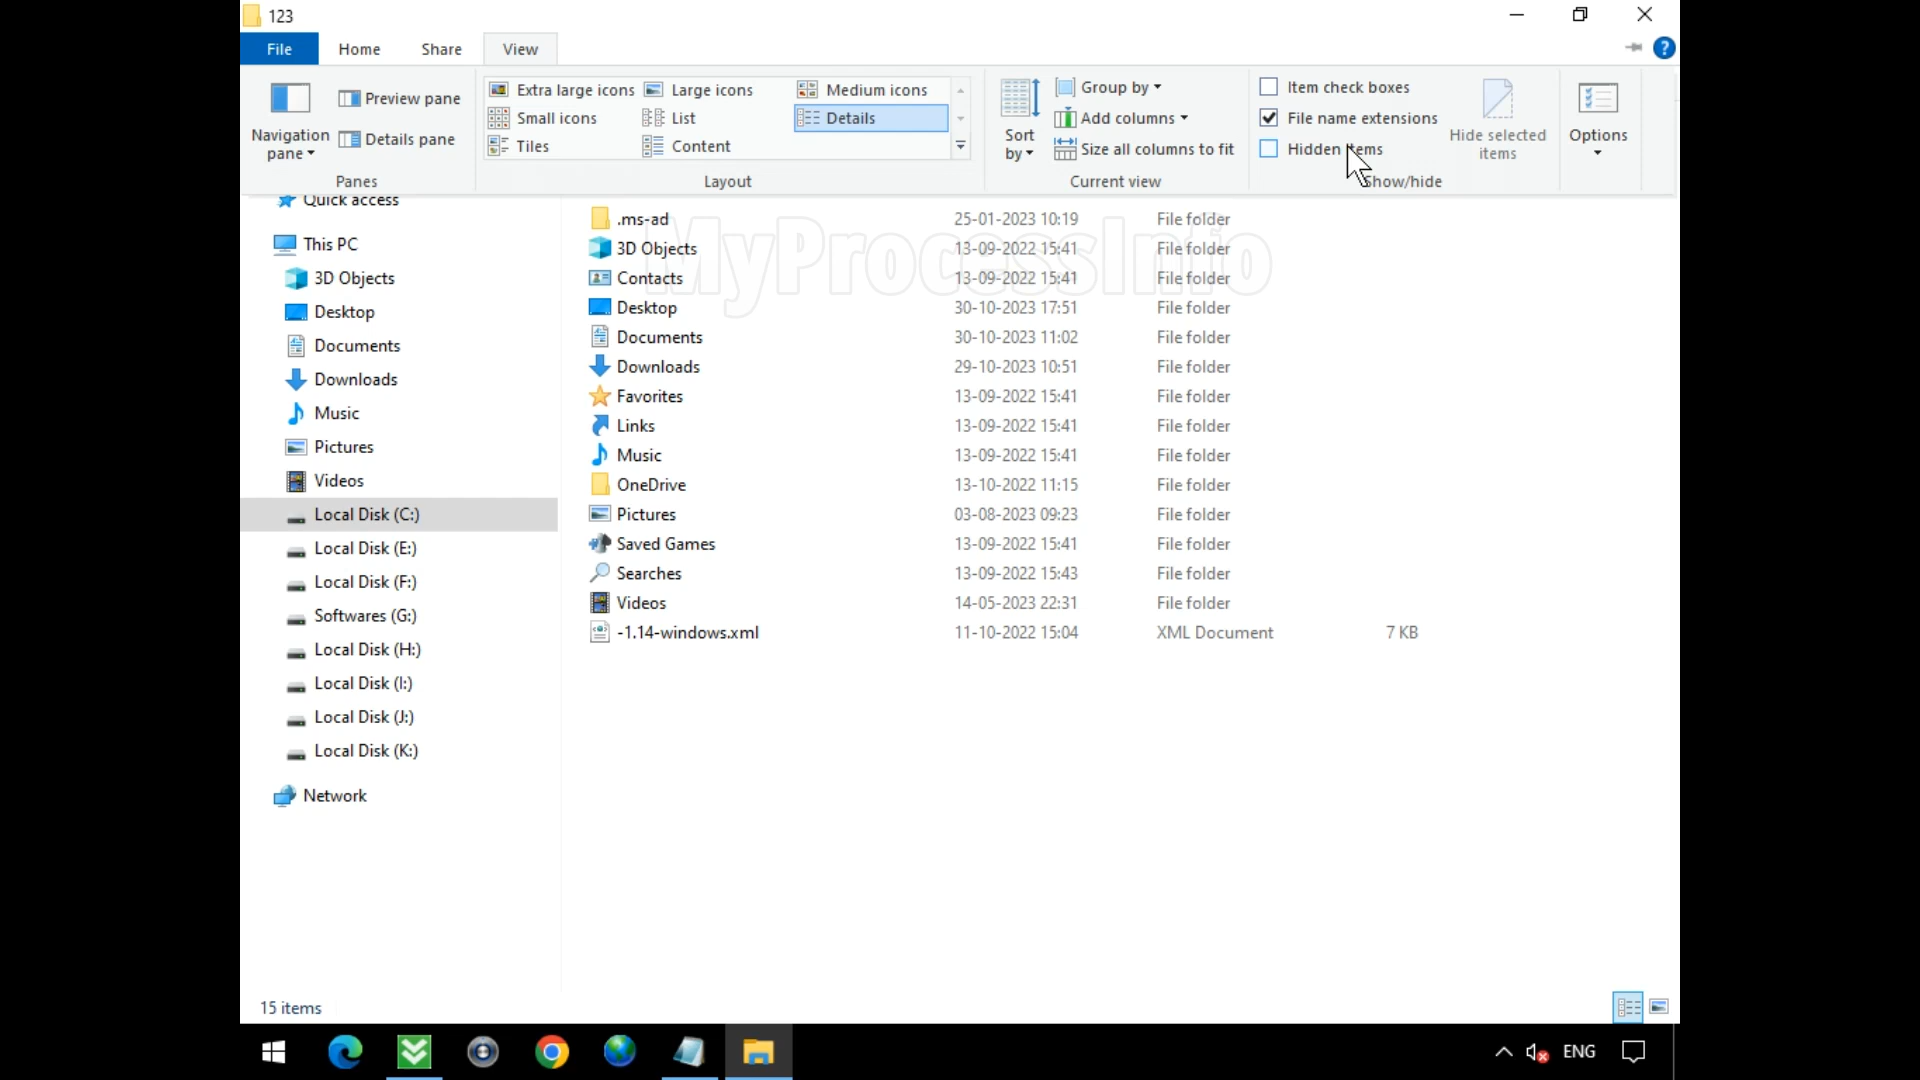 123
File Home Share View
Navigation pane
Preview pane
Details pane
Panes
Extra large icons Large icons Medium icons
Small icons List Details
Tiles Content
Layout
Sort by
Group by
Add columns
Size all columns to fit
Current view
Item check boxes
File name extensions
Hidden items
Hide selected items
Show/hide
Options
Quick access
This PC
3D Objects
Desktop
Documents
Downloads
Music
Pictures
Videos
Local Disk (C:)
Local Disk (E:)
Local Disk (F:)
Softwares (G:)
Local Disk (H:)
Local Disk (I:)
Local Disk (J:)
Local Disk (K:)
Network
MyProcessInfo
.ms-ad 25-01-2023 10:19 File folder
3D Objects 13-09-2022 15:41 File folder
Contacts 13-09-2022 15:41 File folder
Desktop 30-10-2023 17:51 File folder
Documents 30-10-2023 11:02 File folder
Downloads 29-10-2023 10:51 File folder
Favorites 13-09-2022 15:41 File folder
Links 13-09-2022 15:41 File folder
Music 13-09-2022 15:41 File folder
OneDrive 13-10-2022 11:15 File folder
Pictures 03-08-2023 09:23 File folder
Saved Games 13-09-2022 15:41 File folder
Searches 13-09-2022 15:43 File folder
Videos 14-05-2023 22:31 File folder
-1.14-windows.xml 11-10-2022 15:04 XML Document 7 KB
15 items
ENG